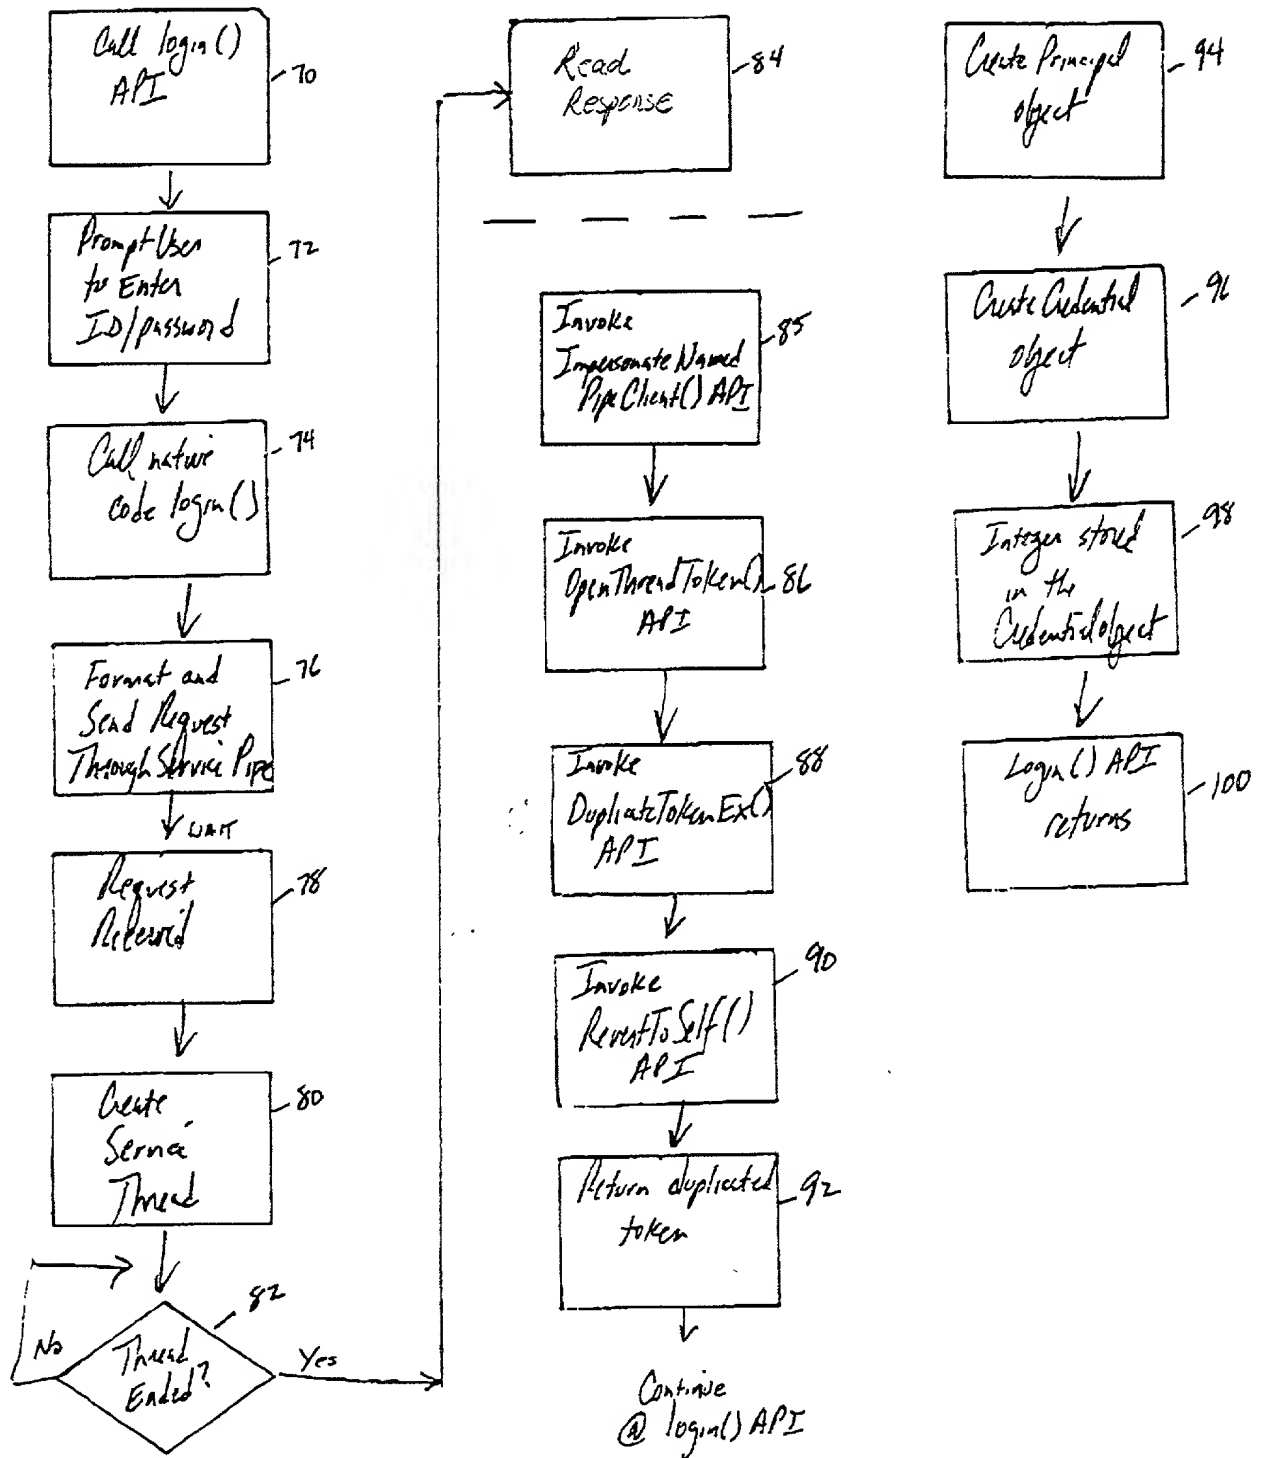 Call login()
API
70
Prompt User
to Enter
ID/password
72
Call native
code login()
74
Format and
Send Request
Through Service Pipe
76
WAIT
Request
Received
78
Create
Service
Thread
80
82
Thread
Ended?
No
Yes
Read
Response
84
Invoke
ImpersonateNamed
PipeClient() API
85
Invoke
OpenThreadToken()
API
86
Invoke
DuplicateTokenEx()
API
88
Invoke
RevertToSelf()
API
90
Return duplicated
token
92
Continue
@ login() API
Create Principal
object
94
Create Credential
object
96
Integer stored
in the
Credential object
98
Login() API
returns
100